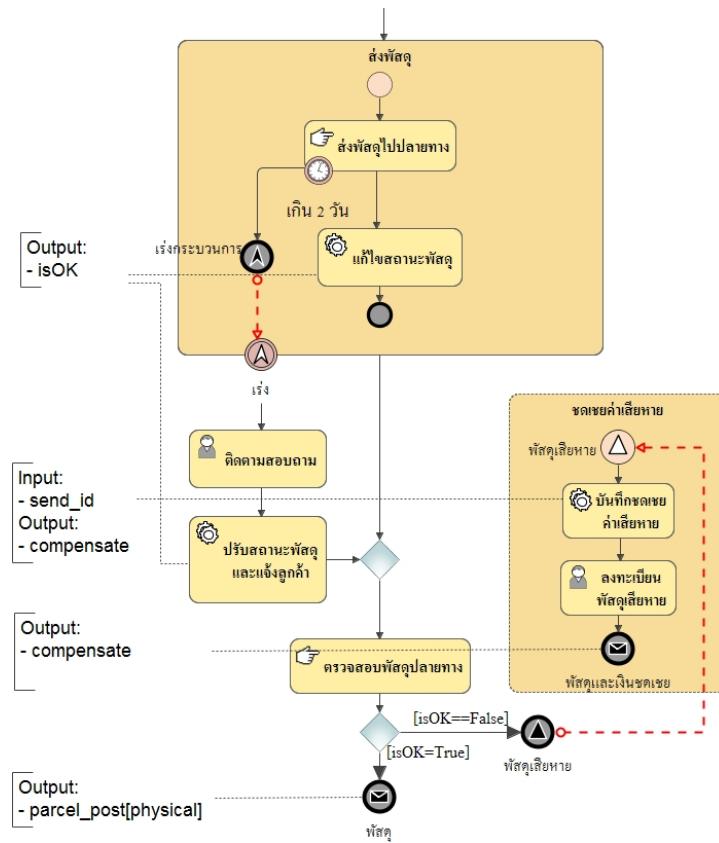 ส่งพัสดุ
ส่งพัสดุไปปลายทาง
เกิน 2 วัน
Output:
- isOK
เร่งกระบวนการ
แก้ไขสถานะพัสดุ
เร่ง
ชดเชยค่าเสียหาย
พัสดุเสียหาย
ติดตามสอบถาม
Input:
- send_id
Output:
- compensate
บันทึกชดเชย
ค่าเสียหาย
ปรับสถานะพัสดุ
และแจ้งลูกค้า
ลงทะเบียน
พัสดุเสียหาย
Output:
- compensate
ตรวจสอบพัสดุปลายทาง
พัสดุและเงินชดเชย
[isOK==False]
[isOK=True]
พัสดุเสียหาย
Output:
- parcel_post[physical]
พัสดุ